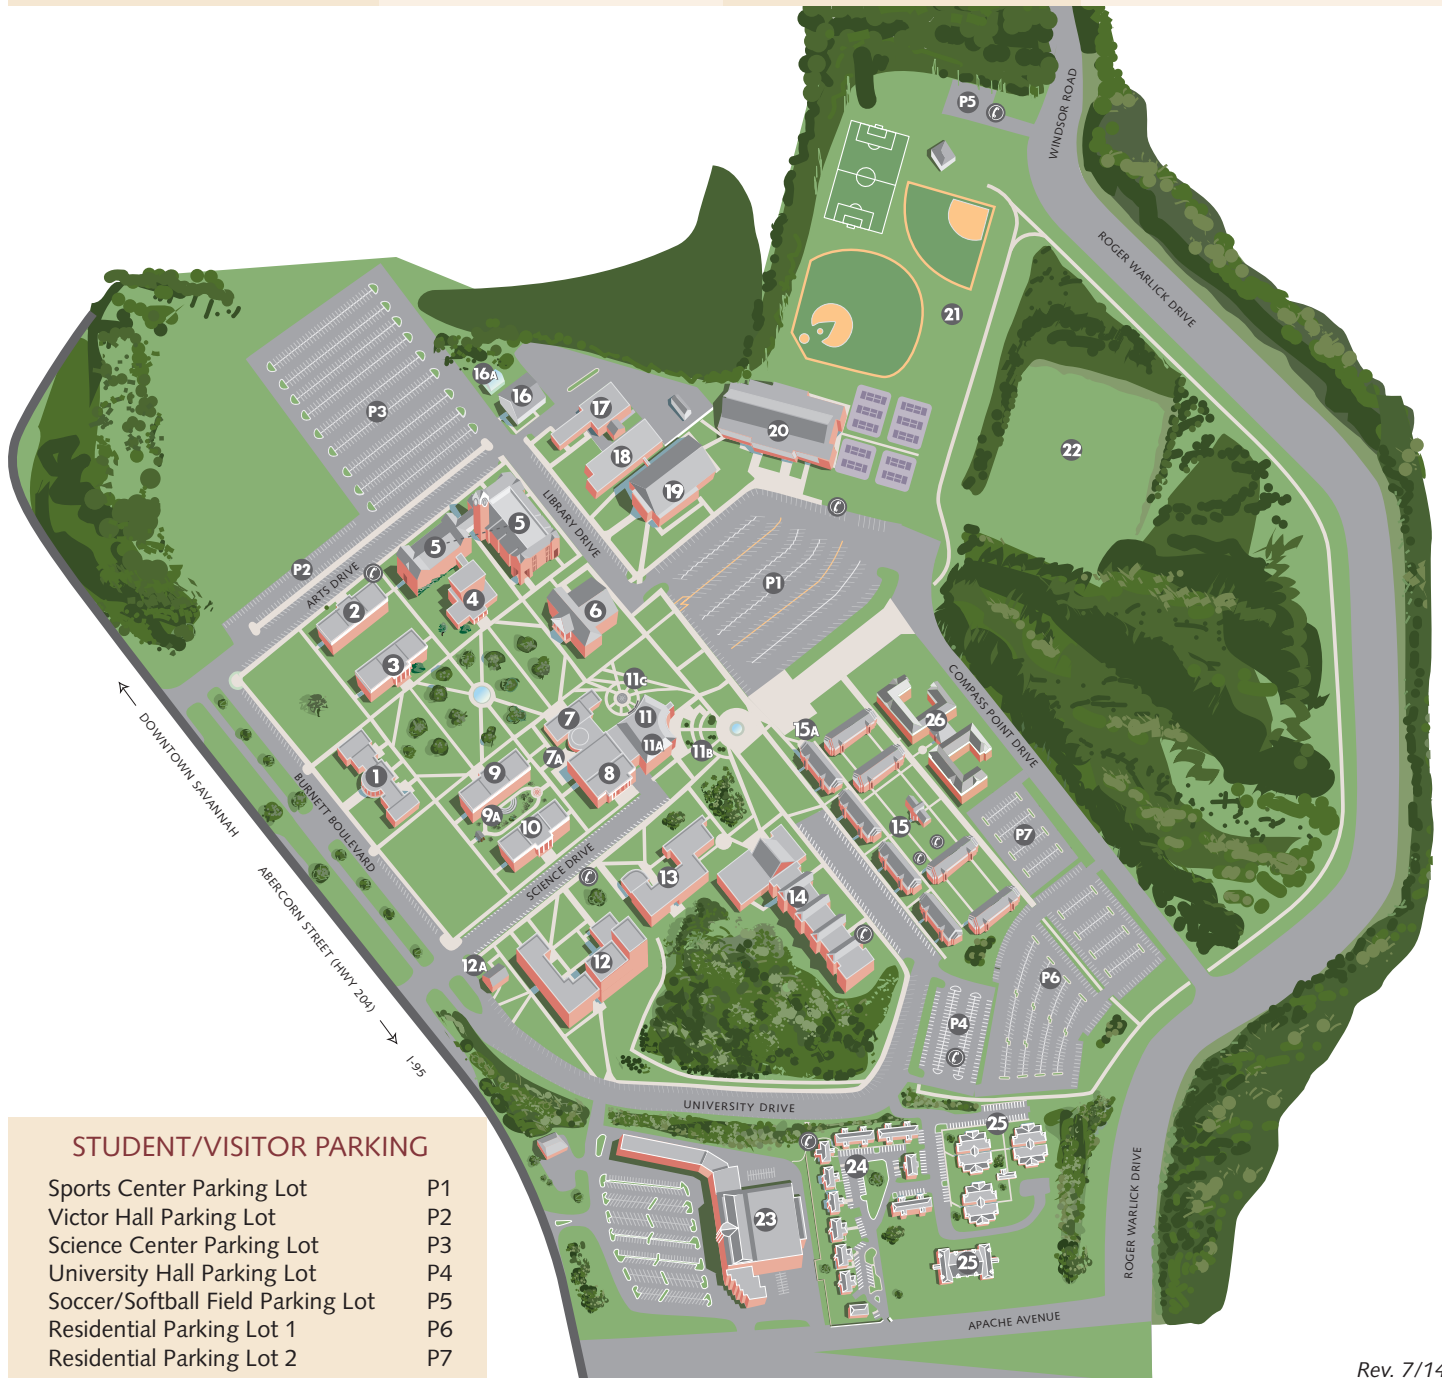 P5
WINDSOR ROAD
ROGER WARLICK DRIVE
21
16A
16
17
P3
20
18
22
19
LIBRARY DRIVE
5
5
P2
ARTS DRIVE
P1
2
4
6
3
COMPASS POINT DRIVE
11C
7
11
26
15A
11A
11B
7A
DOWNTOWN SAVANNAH
1
9
8
BURNETT BOULEVARD
9A
10
15
P7
SCIENCE DRIVE
13
14
ABERCORN STREET (HWY 204)
12A
12
P6
P4
I-95
UNIVERSITY DRIVE
25
24
ROGER WARLICK DRIVE
23
25
APACHE AVENUE
STUDENT/VISITOR PARKING
Sports Center Parking Lot P1
Victor Hall Parking Lot P2
Science Center Parking Lot P3
University Hall Parking Lot P4
Soccer/Softball Field Parking Lot P5
Residential Parking Lot 1 P6
Residential Parking Lot 2 P7
Rev. 7/14